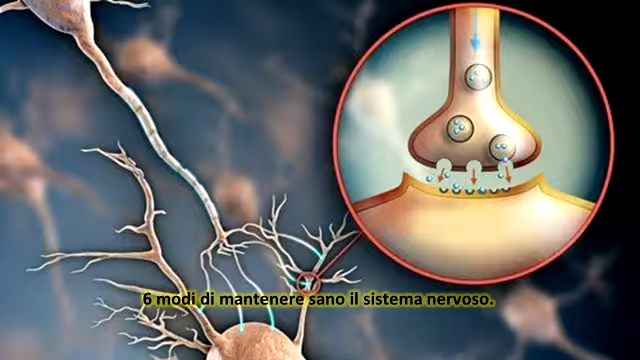 6 modi di mantenere sano il sistema nervoso.